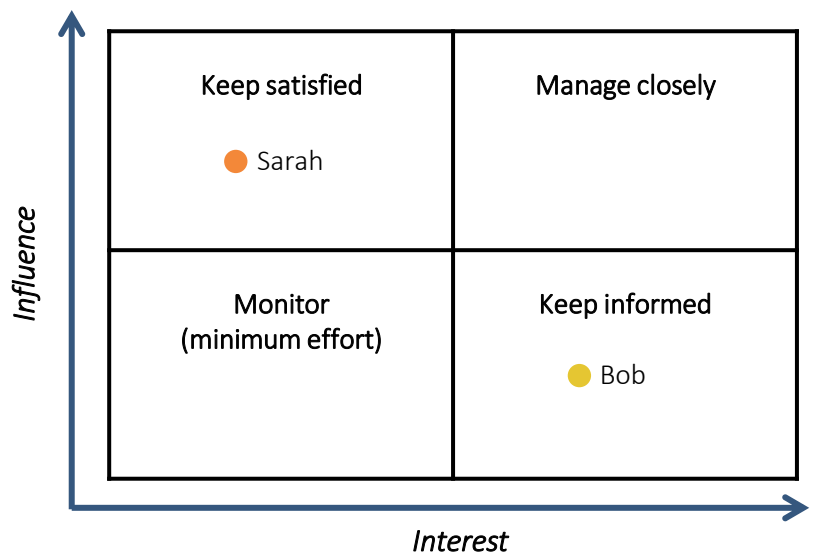 Keep satisfied
Manage closely
Sarah
Influence
Monitor
(minimum effort)
Keep informed
Bob
Interest